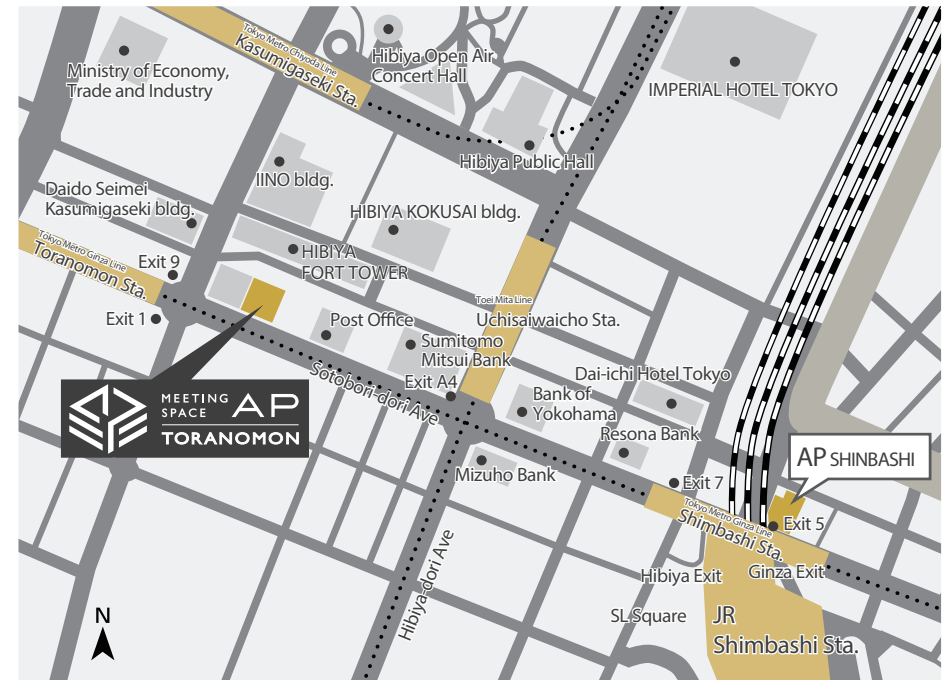 Tokyo Metro Chiyoda Line
Kasumigaseki Sta.
Hibiya Open Air
Concert Hall
Ministry of Economy,
Trade and Industry
IMPERIAL HOTEL TOKYO
Hibiya Public Hall
IINO bldg.
Daido Seimei
Kasumigaseki bldg.
HIBIYA KOKUSAI bldg.
HIBIYA
FORT TOWER
Tokyo Metro Ginza Line
Toranomon Sta.
Exit 9
Exit 1
Toei Mita Line
Uchisaiwaicho Sta.
Post Office
Sumitomo
Mitsui Bank
Exit A4
Sotobori-dori Ave
Dai-ichi Hotel Tokyo
Bank of
Yokohama
Resona Bank
MEETING
SPACE
AP
TORANOMON
Mizuho Bank
AP SHINBASHI
Exit 7
Tokyo Metro Ginza Line
Shimbashi Sta.
Exit 5
Hibiya-dori Ave
Hibiya Exit
Ginza Exit
SL Square
JR
Shimbashi Sta.
N